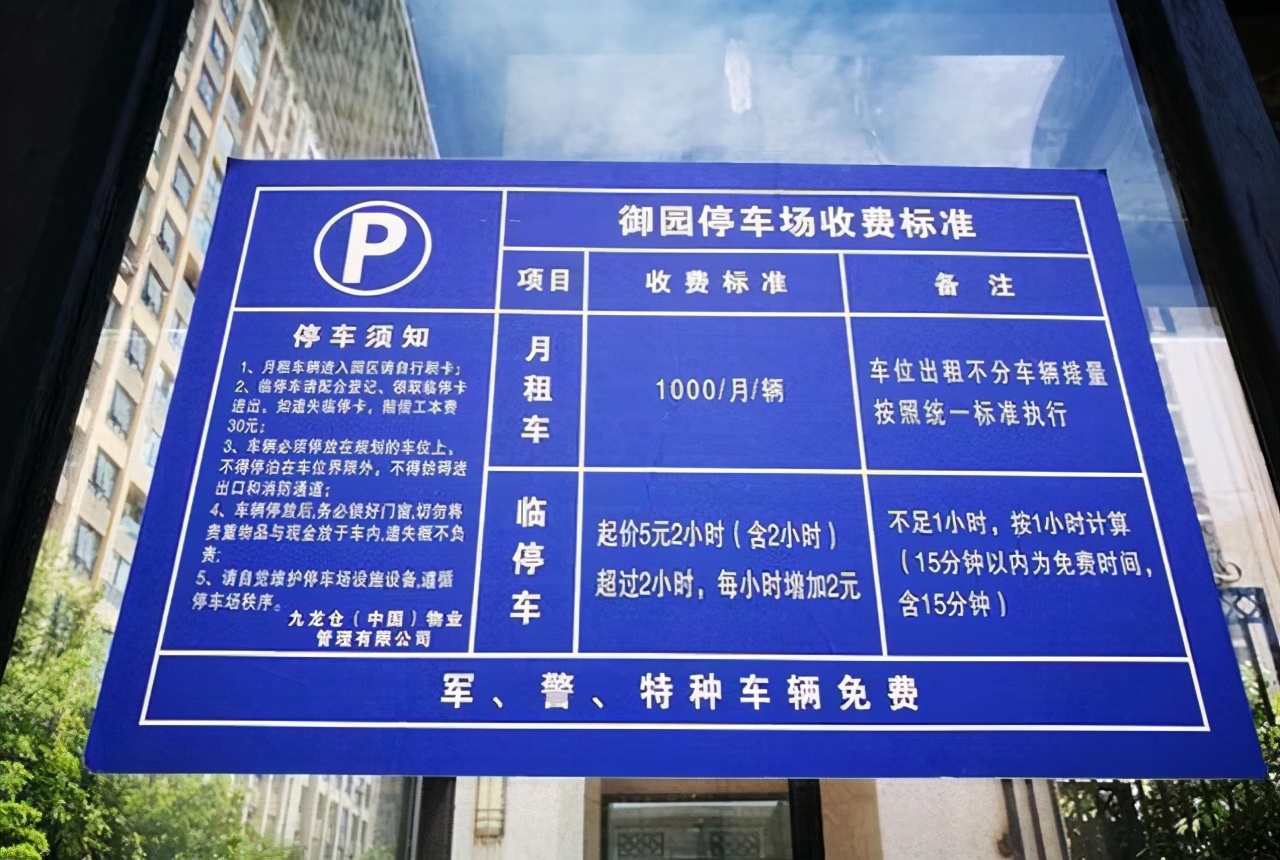 P
御园停车场收费标准
项目
收费标准
备注
停车须知
1、月租车辆进入园区请自行刷卡;
2、临停车请配合登记、领取临停卡
进出。如遗失临停卡，赔偿工本费
30元;
3、车辆必须停放在规划的车位上，
不得停泊在车位界限外，不得妨碍进
出口和消防通道;
4、车辆停放后,务必锁好门窗,切勿将
贵重物品与现金放于车内,遗失概不负
责;
5、请自觉维护停车场设施设备,遵循
停车场秩序。
九龙仓（中国）物业
管理有限公司
月租车
1000/月/辆
车位出租不分车辆排量
按照统一标准执行
临停车
起价5元2小时（含2小时）
超过2小时，每小时增加2元
不足1小时，按1小时计算
（15分钟以内为免费时间，
含15分钟）
军、警、特种车辆免费